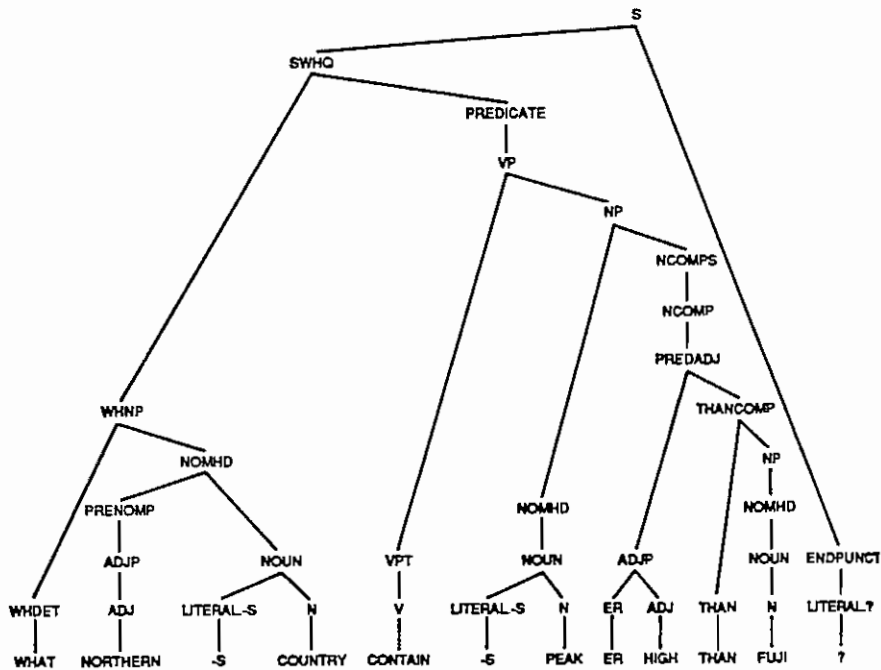 S
SWHQ
PREDICATE
VP
NP
NCOMPS
NCOMP
PREDADJ
WHNP THANCOMP
NOMHD NP
PRENOMP NOMHD NOMHD
ADJP NOUN VPT NOUN ADJP NOUN ENDPUNCT
WHDET ADJ LITERAL-S N V LITERAL-S N ER ADJ THAN N LITERAL.?
WHAT NORTHERN -S COUNTRY CONTAIN -S PEAK ER HIGH THAN FUJI ?